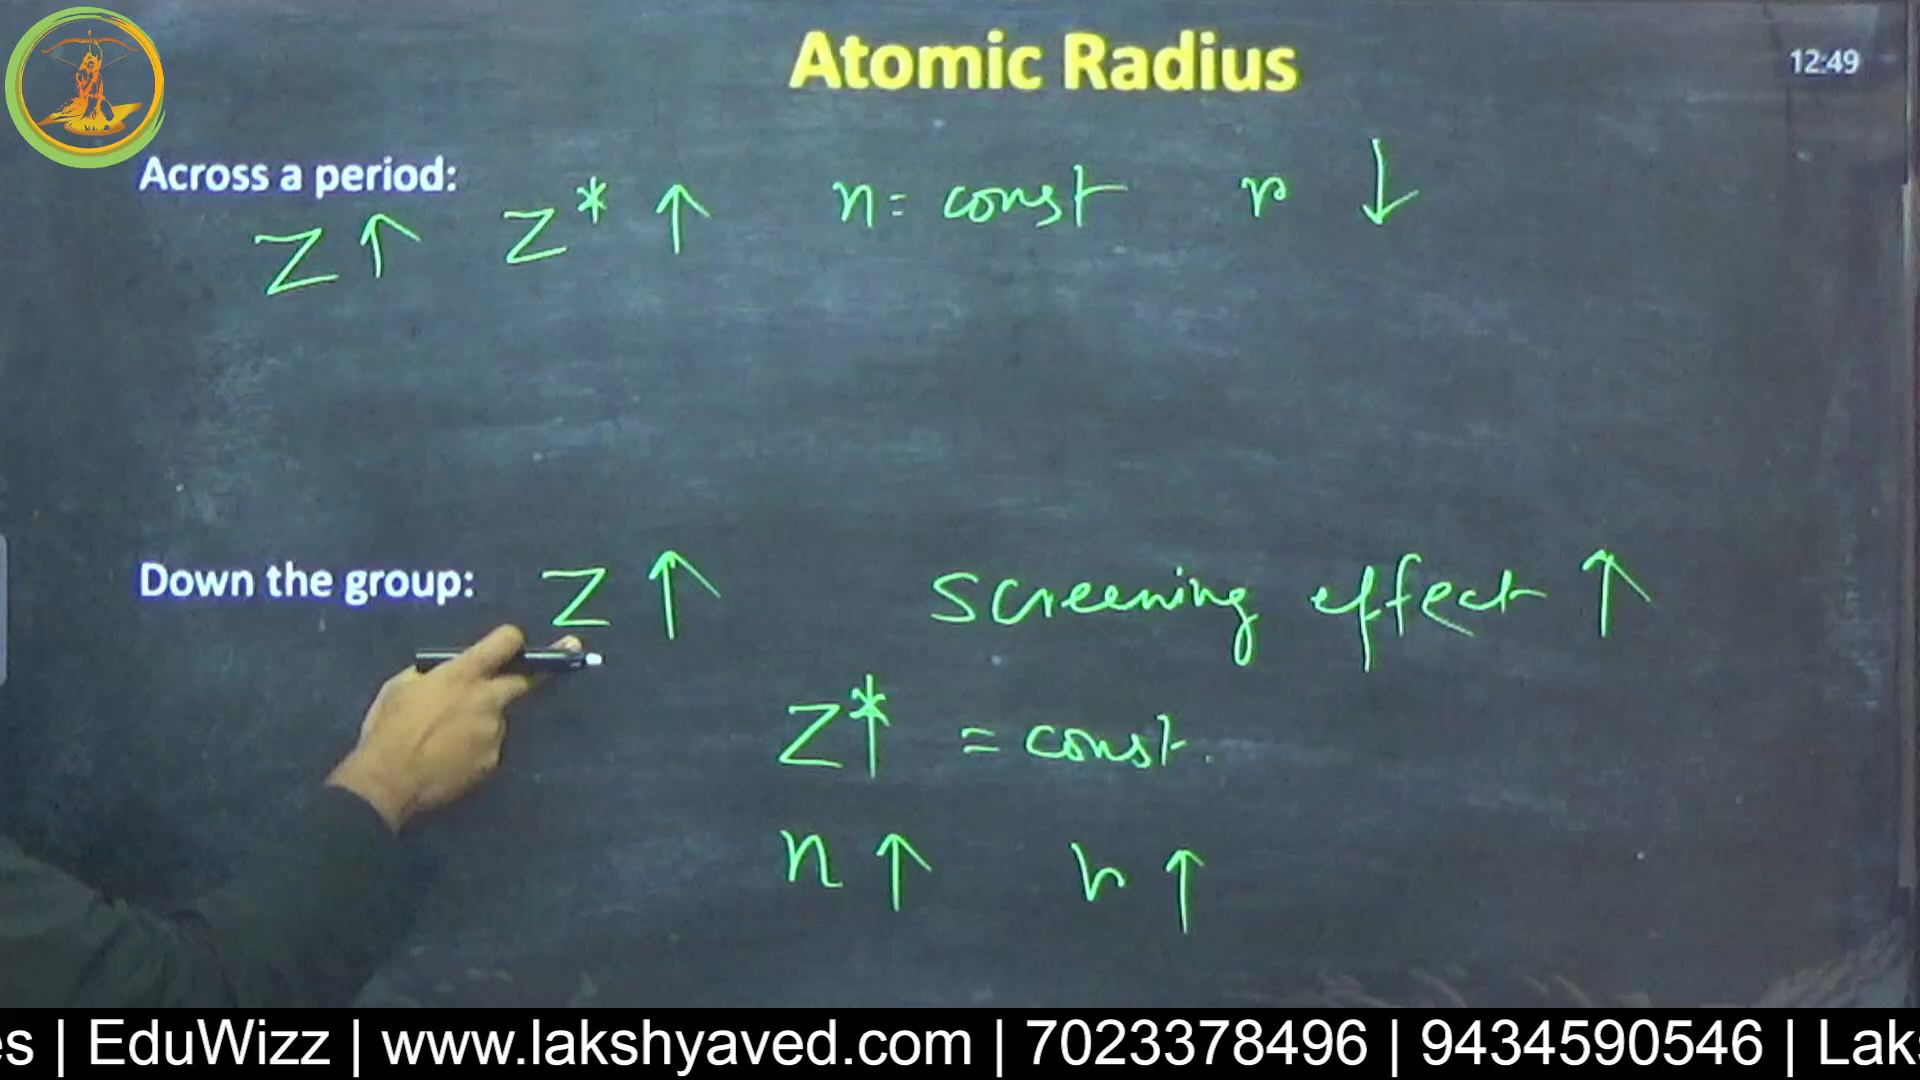 Atomic Radius
12:49
Across a period:
Z ↑ Z* ↑ n = const r ↓
Down the group: Z ↑ screening effect ↑
Z* = const.
n ↑ r ↑
es | EduWizz | www.lakshyaved.com | 7023378496 | 9434590546 | Lak